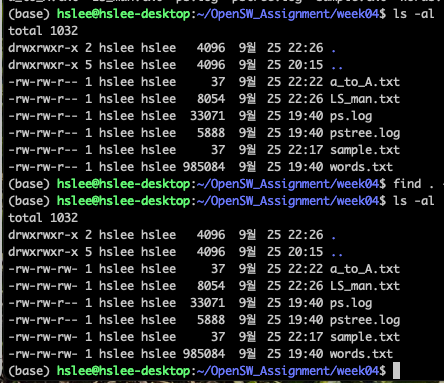 (base) hslee@hslee-desktop:~/OpenSW_Assignment/week04$ ls -al
total 1032
drwxrwxr-x 2 hslee hslee   4096  9월  25 22:26 .
drwxrwxr-x 5 hslee hslee   4096  9월  25 20:15 ..
-rw-rw-r-- 1 hslee hslee     37  9월  25 22:22 a_to_A.txt
-rw-rw-r-- 1 hslee hslee   8054  9월  25 22:26 LS_man.txt
-rw-rw-r-- 1 hslee hslee  33071  9월  25 19:40 ps.log
-rw-rw-r-- 1 hslee hslee   5888  9월  25 19:40 pstree.log
-rw-rw-r-- 1 hslee hslee     37  9월  25 22:17 sample.txt
-rw-rw-r-- 1 hslee hslee 985084  9월  25 19:40 words.txt
(base) hslee@hslee-desktop:~/OpenSW_Assignment/week04$ find .
(base) hslee@hslee-desktop:~/OpenSW_Assignment/week04$ ls -al
total 1032
drwxrwxr-x 2 hslee hslee   4096  9월  25 22:26 .
drwxrwxr-x 5 hslee hslee   4096  9월  25 20:15 ..
-rw-rw-rw- 1 hslee hslee     37  9월  25 22:22 a_to_A.txt
-rw-rw-rw- 1 hslee hslee   8054  9월  25 22:26 LS_man.txt
-rw-rw-r-- 1 hslee hslee  33071  9월  25 19:40 ps.log
-rw-rw-r-- 1 hslee hslee   5888  9월  25 19:40 pstree.log
-rw-rw-rw- 1 hslee hslee     37  9월  25 22:17 sample.txt
-rw-rw-rw- 1 hslee hslee 985084  9월  25 19:40 words.txt
(base) hslee@hslee-desktop:~/OpenSW_Assignment/week04$